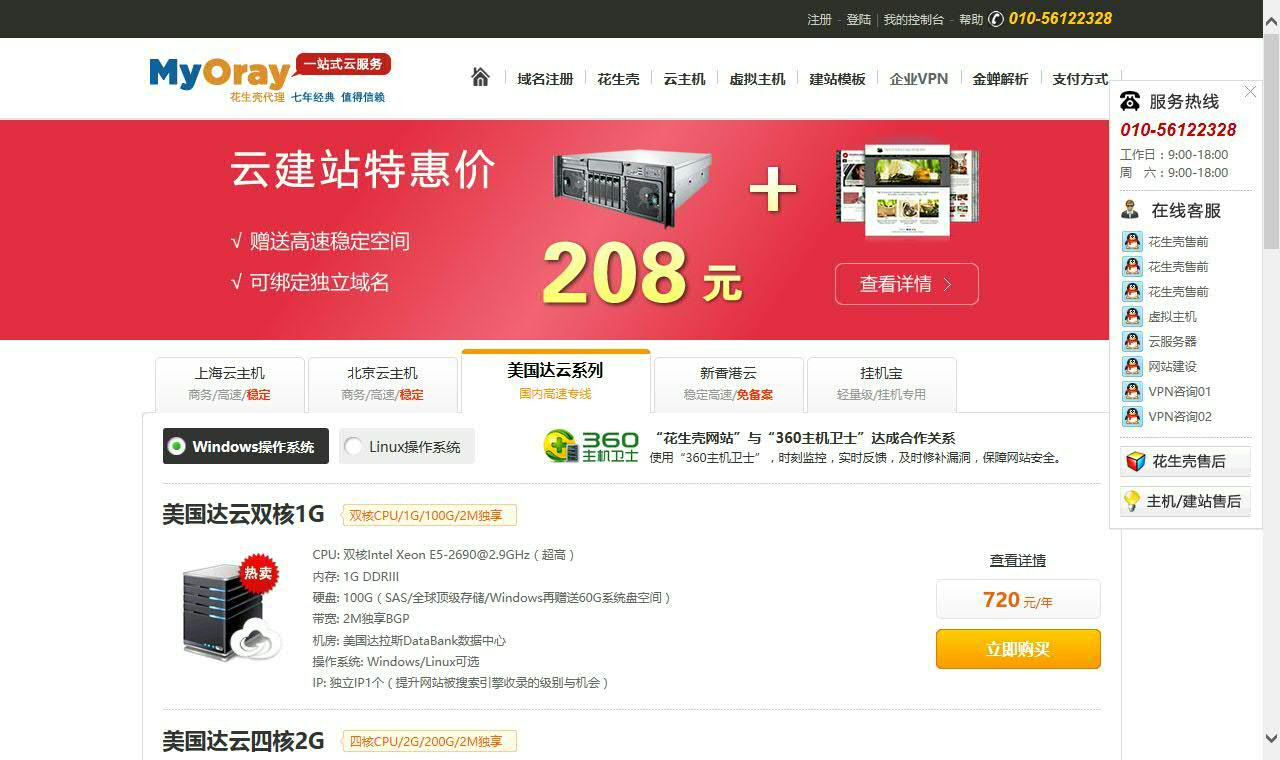 注册 - 登陆 | 我的控制台 - 帮助 010-56122328
MyOray 一站式云服务
花生壳代理 七年经典 值得信赖
域名注册 花生壳 云主机 虚拟主机 建站模板 企业VPN 金蝉解析 支付方式
服务热线
010-56122328
工作日：9:00-18:00
周 六：9:00-18:00
在线客服
花生壳售前
花生壳售前
花生壳售前
虚拟主机
云服务器
网站建设
VPN咨询01
VPN咨询02
花生壳售后
主机/建站售后
云建站特惠价
√ 赠送高速稳定空间
√ 可绑定独立域名
+
208 元
查看详情
上海云主机
商务/高速/稳定
北京云主机
商务/高速/稳定
美国达云系列
国内高速专线
新香港云
稳定高速/免备案
挂机宝
轻量级/挂机专用
Windows操作系统 Linux操作系统
360
主机卫士
“花生壳网站”与“360主机卫士”达成合作关系
使用“360主机卫士”，时刻监控，实时反馈，及时修补漏洞，保障网站安全。
美国达云双核1G 双核CPU/1G/100G/2M独享
热卖
CPU: 双核Intel Xeon E5-2690@2.9GHz（超高）
内存: 1G DDRIII
硬盘: 100G（SAS/全球顶级存储/Windows再赠送60G系统盘空间）
带宽: 2M独享BGP
机房: 美国达拉斯DataBank数据中心
操作系统: Windows/Linux可选
IP: 独立IP1个（提升网站被搜索引擎收录的级别与机会）
查看详情
720 元/年
立即购买
美国达云四核2G 四核CPU/2G/200G/2M独享